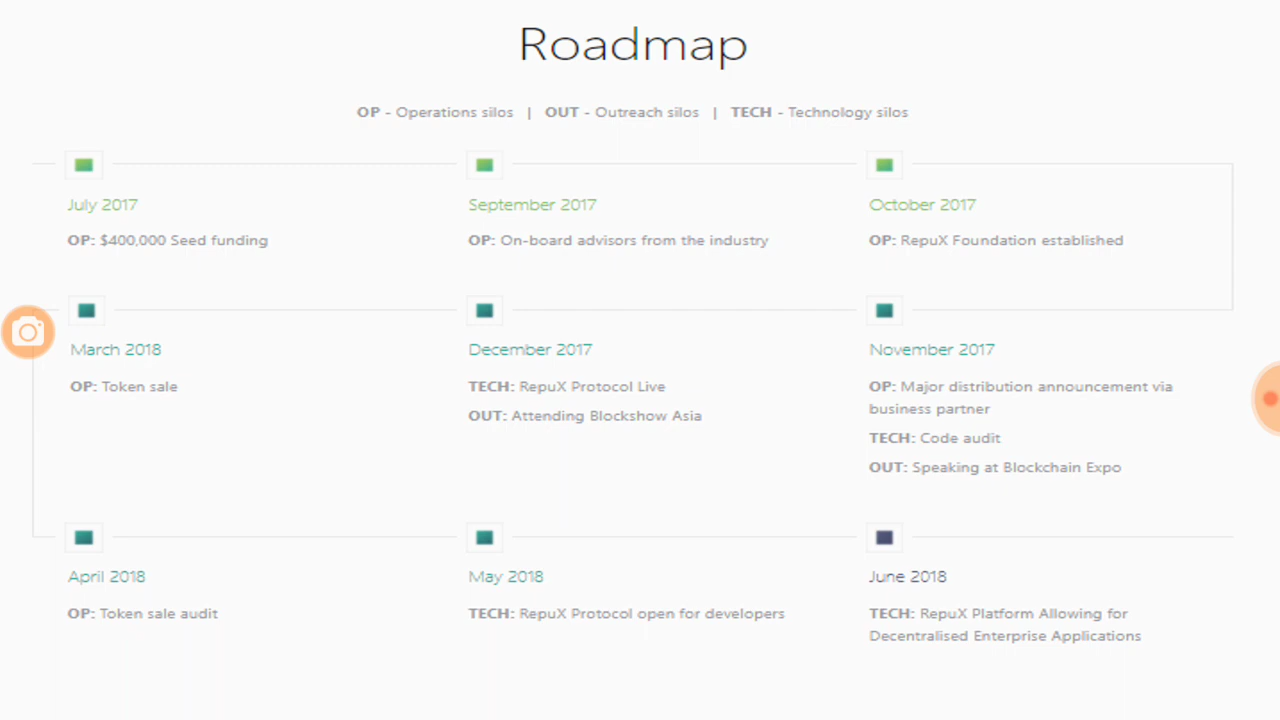 Roadmap
OP - Operations silos | OUT - Outreach silos | TECH - Technology silos
July 2017
OP: $400,000 Seed funding
September 2017
OP: On-board advisors from the industry
October 2017
OP: RepuX Foundation established
November 2017
OP: Major distribution announcement via
business partner
TECH: Code audit
OUT: Speaking at Blockchain Expo
December 2017
TECH: RepuX Protocol Live
OUT: Attending Blockshow Asia
March 2018
OP: Token sale
April 2018
OP: Token sale audit
May 2018
TECH: RepuX Protocol open for developers
June 2018
TECH: RepuX Platform Allowing for
Decentralised Enterprise Applications